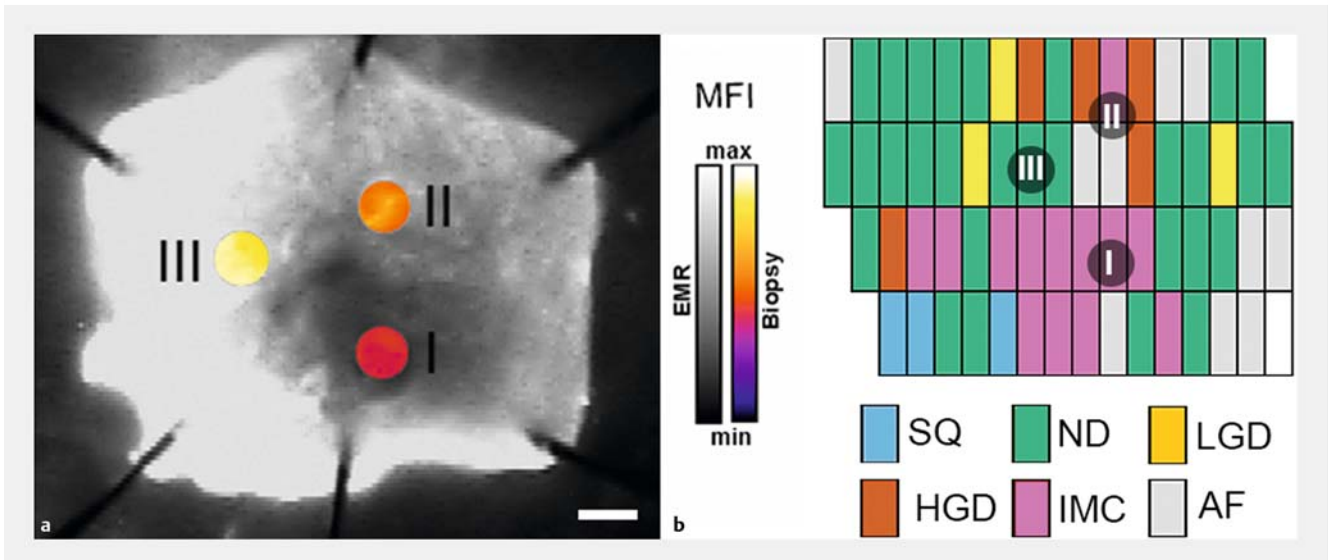 III
II
I
a
MFI
max
EMR
Biopsy
min
II
III
I
b
SQ
ND
LGD
HGD
IMC
AF